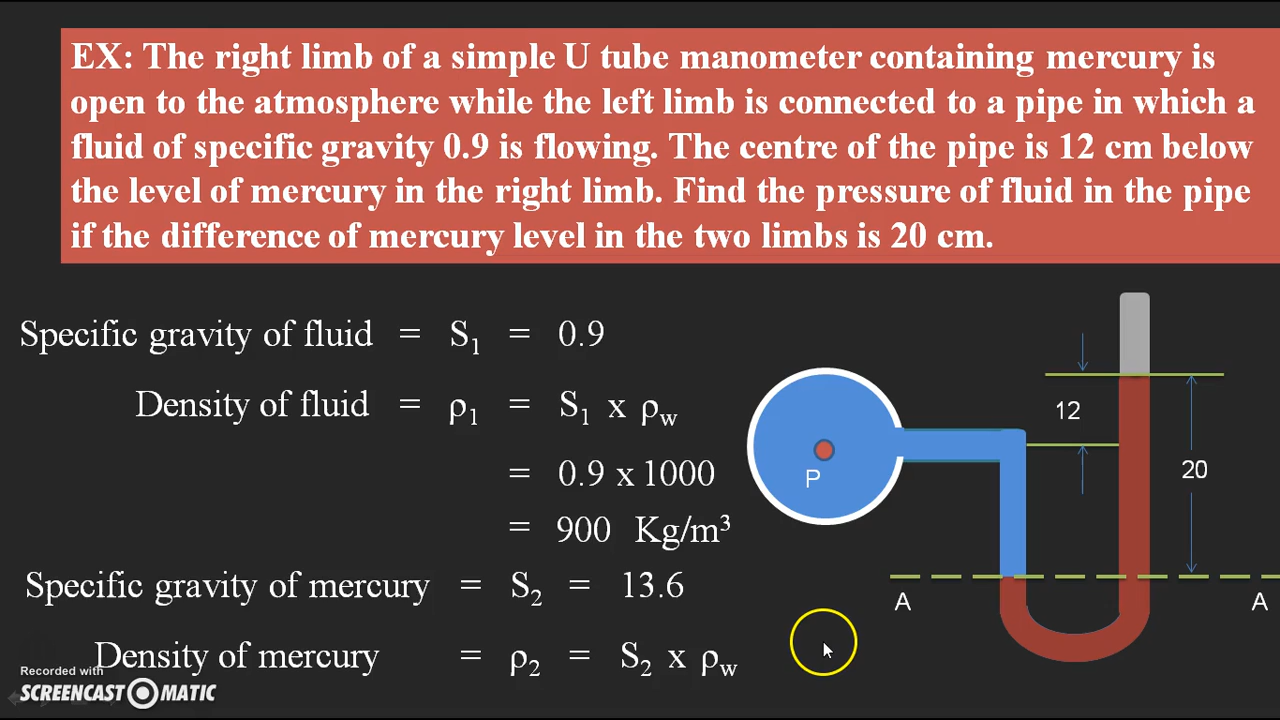 EX: The right limb of a simple U tube manometer containing mercury is
open to the atmosphere while the left limb is connected to a pipe in which a
fluid of specific gravity 0.9 is flowing. The centre of the pipe is 12 cm below
the level of mercury in the right limb. Find the pressure of fluid in the pipe
if the difference of mercury level in the two limbs is 20 cm.
Specific gravity of fluid = S₁ = 0.9
Density of fluid = ρ₁ = S₁ x ρw
= 0.9 x 1000
= 900 Kg/m³
Specific gravity of mercury = S₂ = 13.6
Density of mercury = ρ₂ = S₂ x ρw
12
20
P
A
A
Recorded with
SCREENCAST MATIC